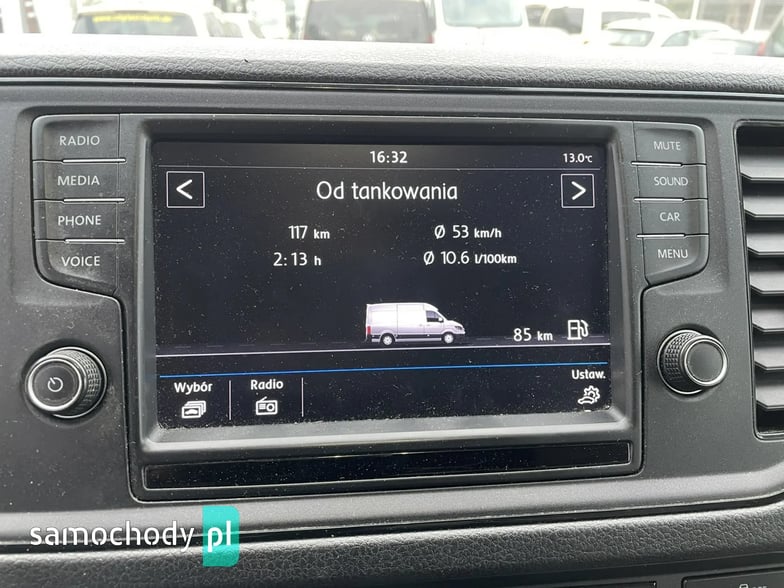 RADIO
MEDIA
PHONE
VOICE
16:32
13.0°C
<
Od tankowania
>
117 km
Ø 53 km/h
2:13 h
Ø 10.6 l/100km
85 km
Wybór
Radio
Ustaw.
MUTE
SOUND
CAR
MENU
samochody pl